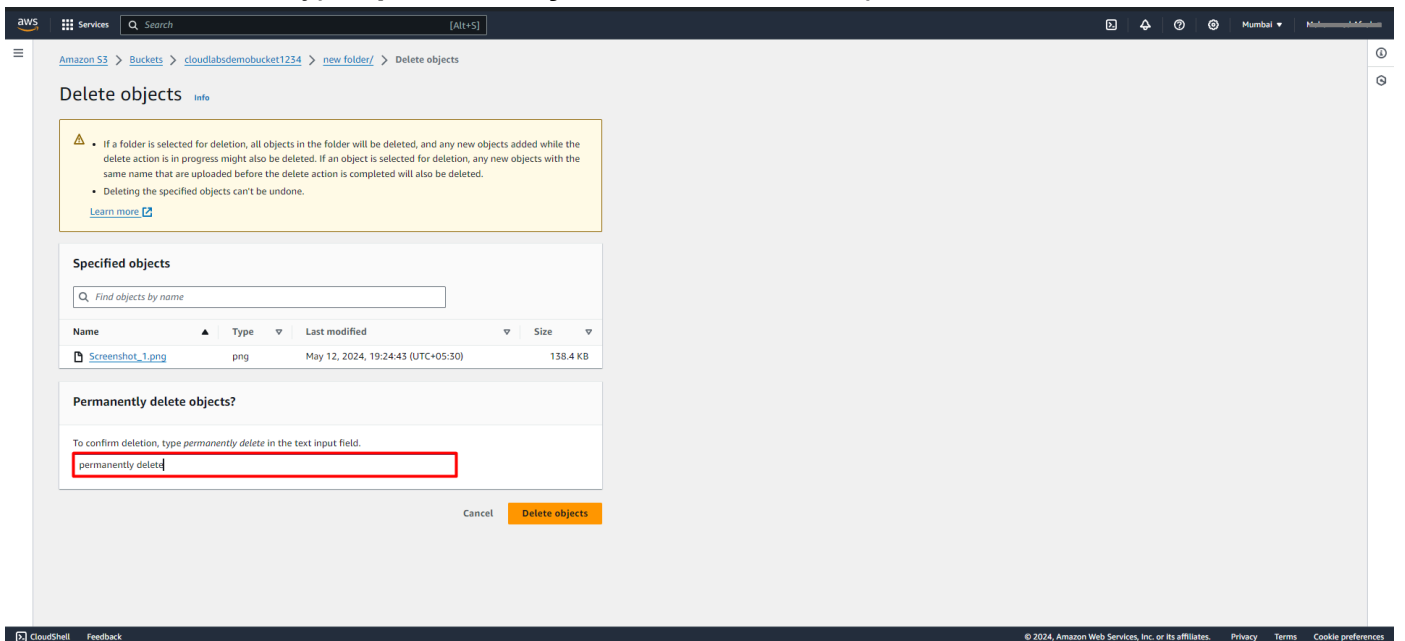 aws Services Search [Alt+S] Mumbai
Amazon S3 > Buckets > cloudlabsdemobucket1234 > new folder/ > Delete objects
Delete objects Info
• If a folder is selected for deletion, all objects in the folder will be deleted, and any new objects added while the
delete action is in progress might also be deleted. If an object is selected for deletion, any new objects with the
same name that are uploaded before the delete action is completed will also be deleted.
• Deleting the specified objects can't be undone.
Learn more
Specified objects
Find objects by name
Name Type Last modified Size
Screenshot_1.png png May 12, 2024, 19:24:43 (UTC+05:30) 138.4 KB
Permanently delete objects?
To confirm deletion, type permanently delete in the text input field.
permanently delete
Cancel Delete objects
CloudShell Feedback © 2024, Amazon Web Services, Inc. or its affiliates. Privacy Terms Cookie preferences